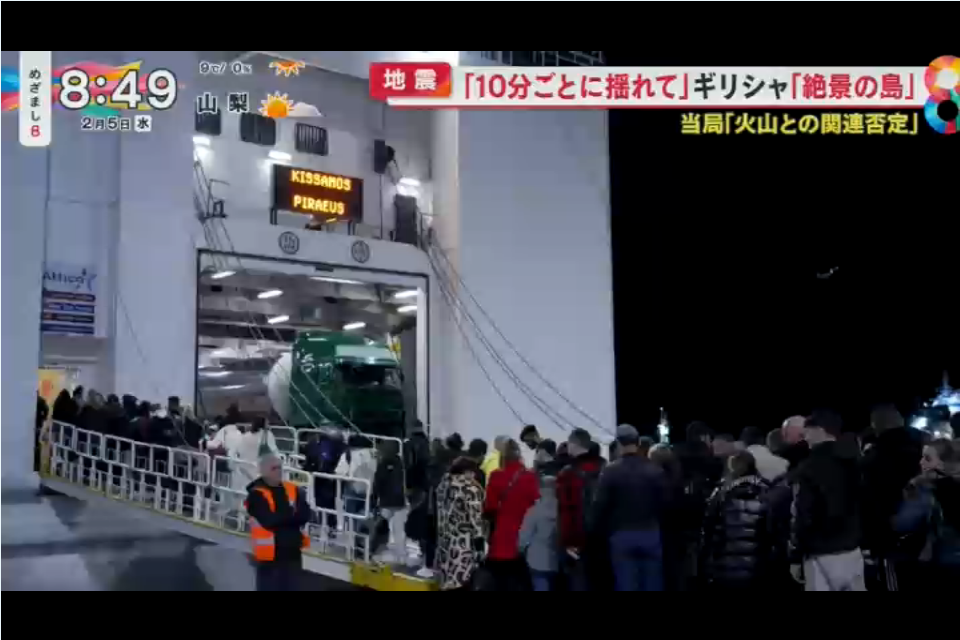 めざまし8
8:49
2月5日 水
9℃/ 0%
山梨
地震
「10分ごとに揺れて」ギリシャ「絶景の島」
当局「火山との関連否定」
KISSAMOS
PIRAEUS
Attica